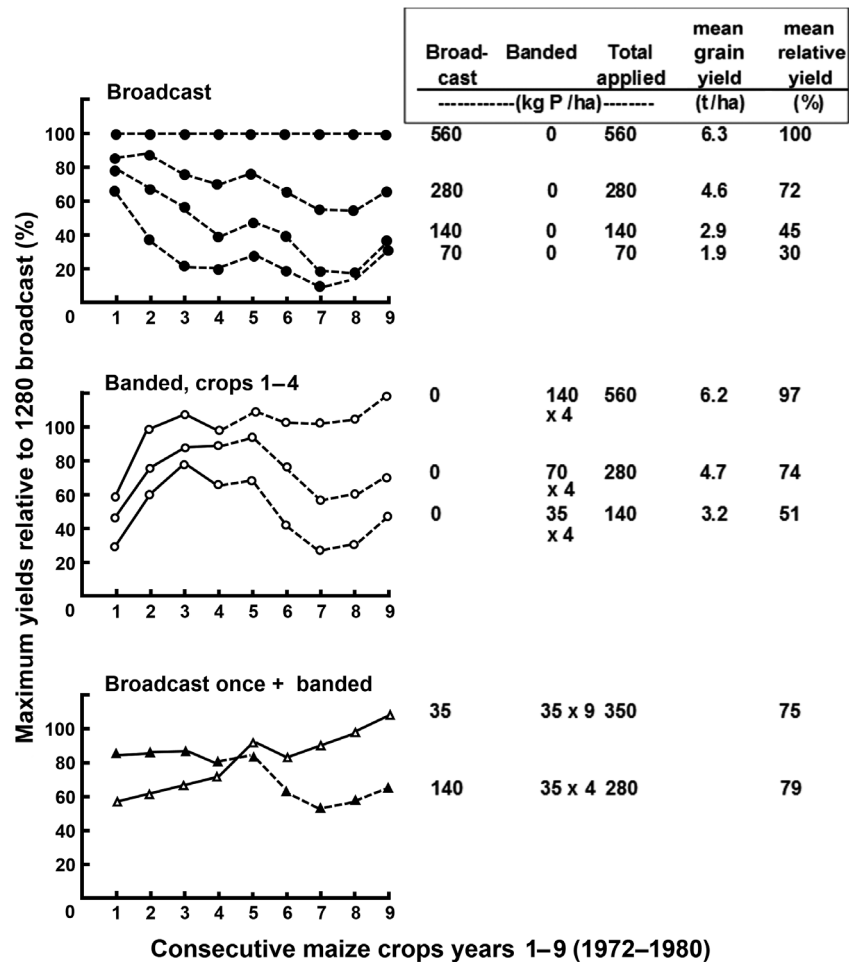 Broad-cast Banded Total applied mean grain yield mean relative yield
------------(kg P /ha)-------- (t/ha) (%)
Broadcast
100
80
60
40
20
0
1 2 3 4 5 6 7 8 9
560 0 560 6.3 100
280 0 280 4.6 72
140 0 140 2.9 45
70 0 70 1.9 30
Banded, crops 1–4
100
80
60
40
20
0
1 2 3 4 5 6 7 8 9
0 140 x 4 560 6.2 97
0 70 x 4 280 4.7 74
0 35 x 4 140 3.2 51
Broadcast once + banded
100
80
60
40
20
0
1 2 3 4 5 6 7 8 9
35 35 x 9 350 75
140 35 x 4 280 79
Maximum yields relative to 1280 broadcast (%)
Consecutive maize crops years 1–9 (1972–1980)